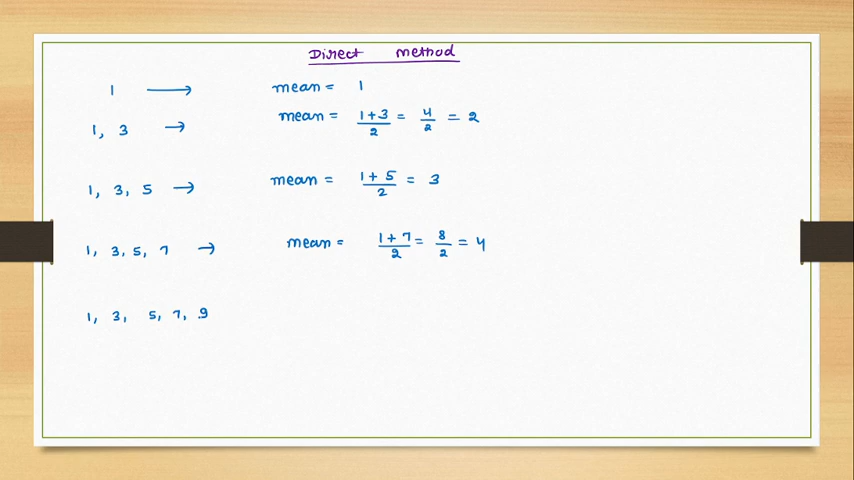 Direct method
1 → mean = 1
1, 3 → mean = (1+3)/2 = 4/2 = 2
1, 3, 5 → mean = (1+5)/2 = 3
1, 3, 5, 7 → mean = (1+7)/2 = 8/2 = 4
1, 3, 5, 7, 9